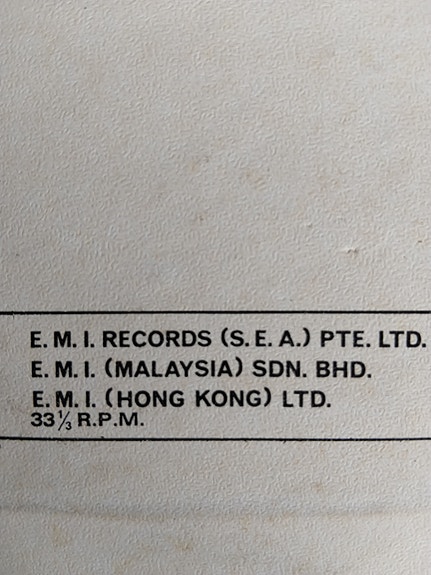 E. M. I. RECORDS (S. E. A.) PTE. LTD.
E. M. I. (MALAYSIA) SDN. BHD.
E. M. I. (HONG KONG) LTD.
33⅓ R.P.M.